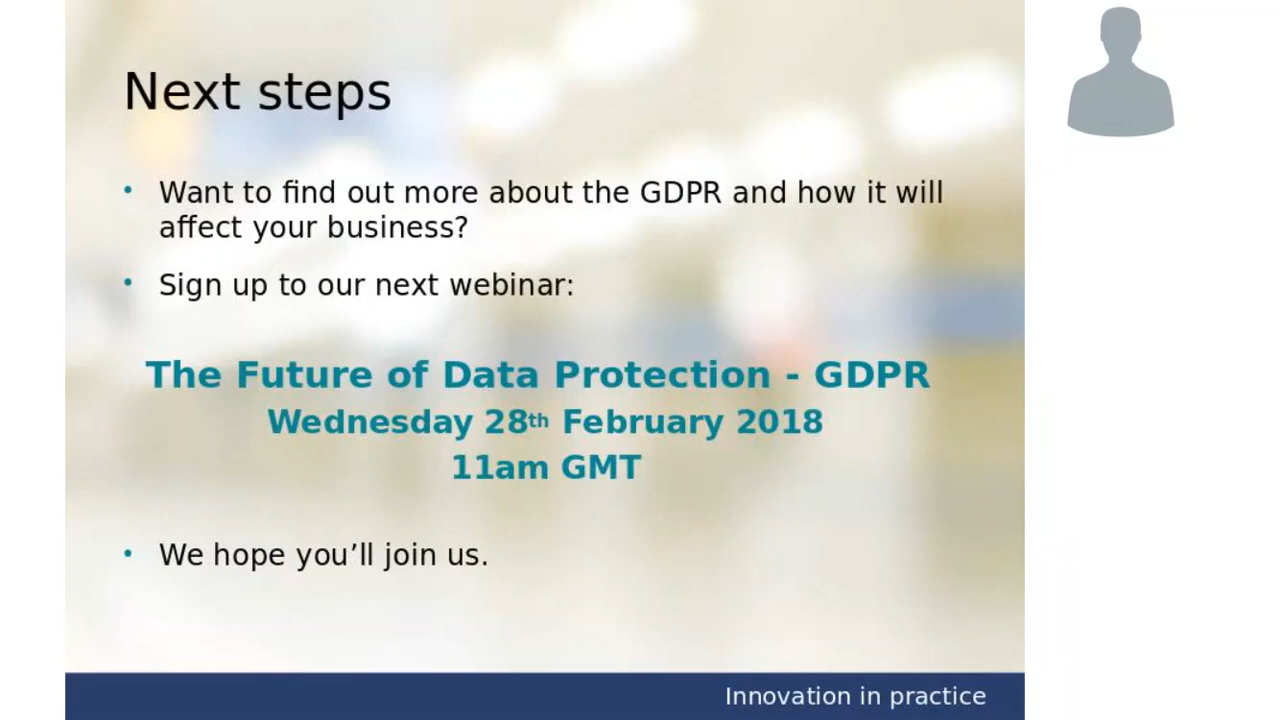 Next steps
• Want to find out more about the GDPR and how it will
affect your business?
• Sign up to our next webinar:
The Future of Data Protection - GDPR
Wednesday 28th February 2018
11am GMT
• We hope you’ll join us.
Innovation in practice